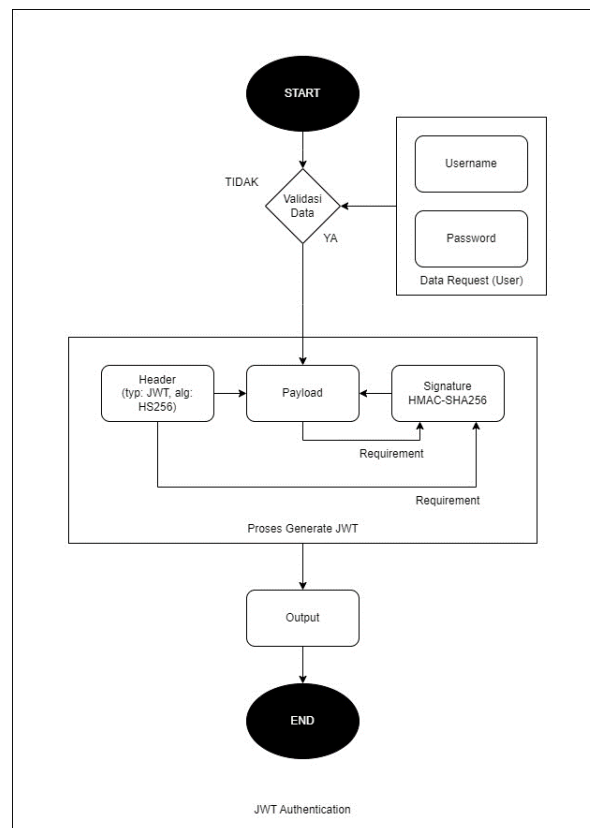 START
TIDAK
Validasi
Data
YA
Username
Password
Data Request (User)
Header
(typ: JWT, alg:
HS256)
Payload
Signature
HMAC-SHA256
Requirement
Requirement
Proses Generate JWT
Output
END
JWT Authentication